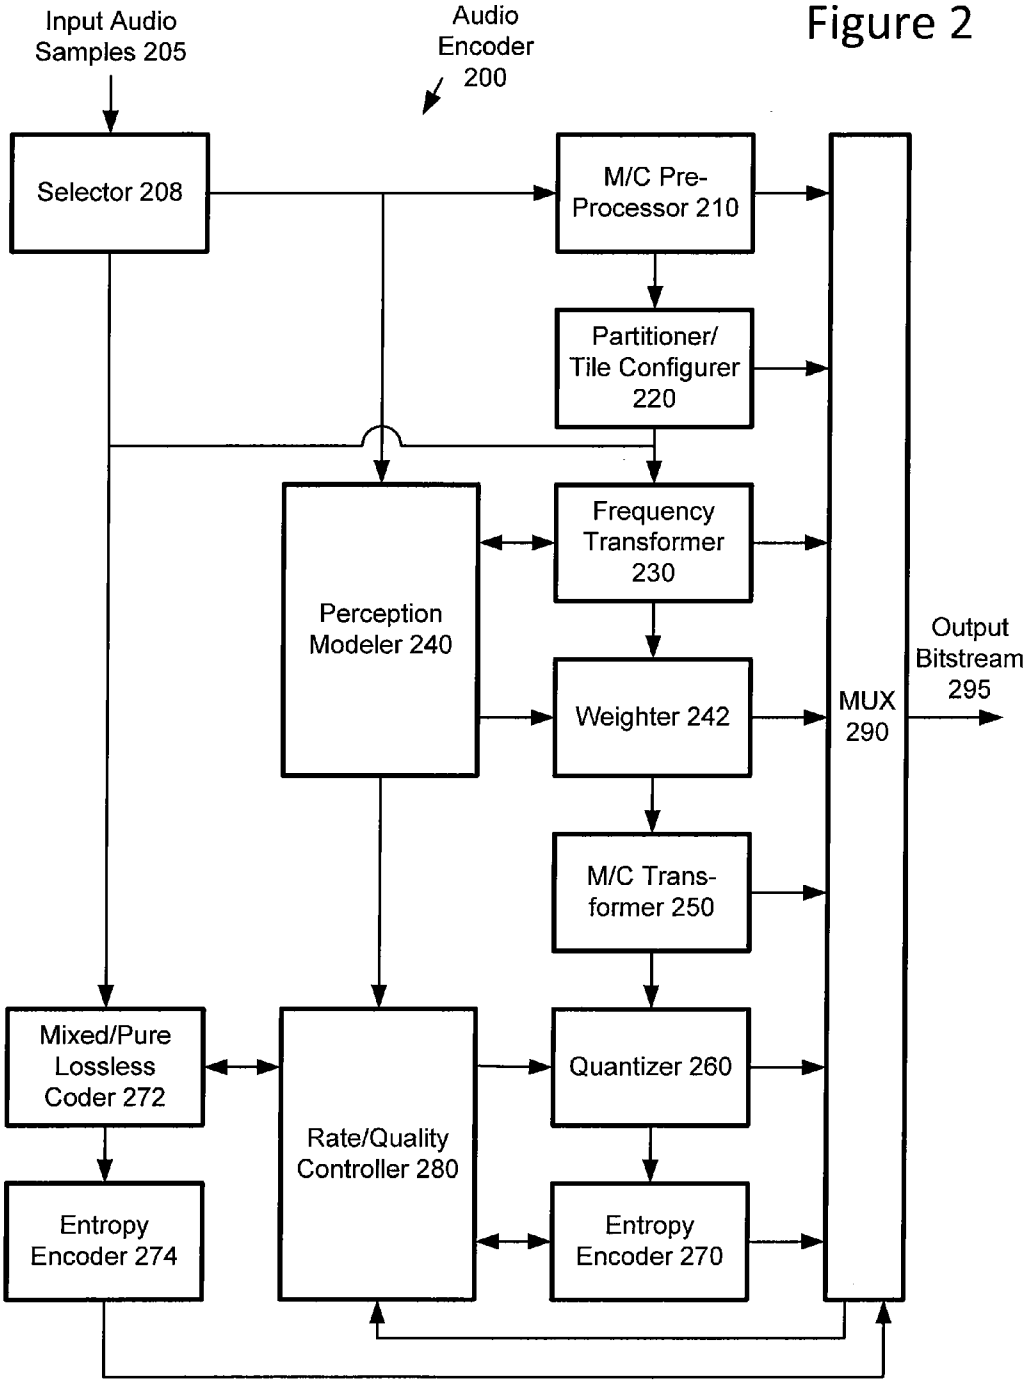 Figure 2
Input Audio
Samples 205
Audio
Encoder
200
Selector 208
M/C Pre-
Processor 210
Partitioner/
Tile Configurer
220
Frequency
Transformer
230
Perception
Modeler 240
Weighter 242
MUX
290
Output
Bitstream
295
M/C Trans-
former 250
Mixed/Pure
Lossless
Coder 272
Rate/Quality
Controller 280
Quantizer 260
Entropy
Encoder 274
Entropy
Encoder 270